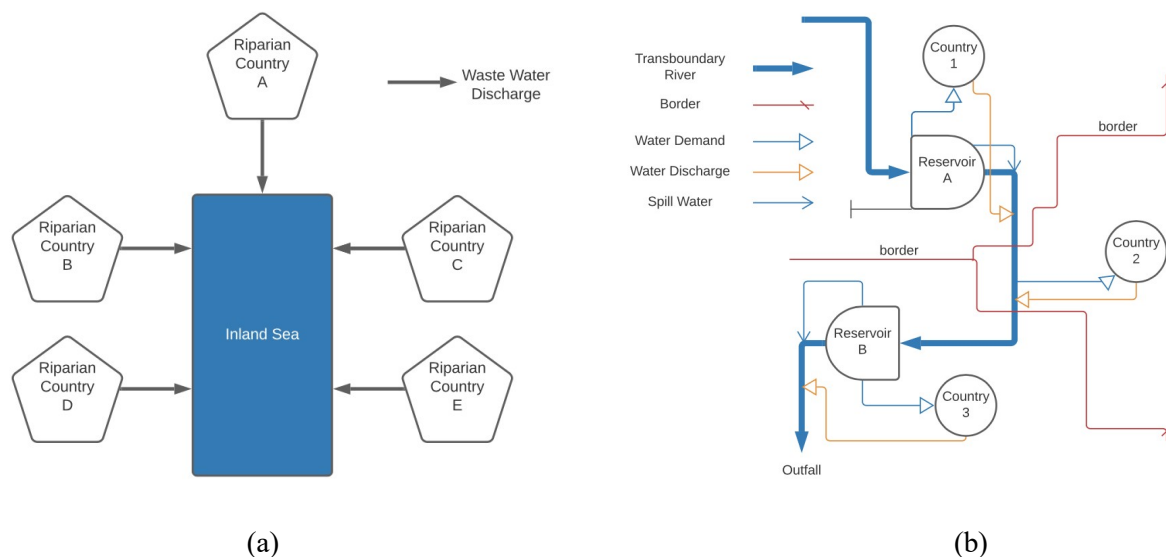 Riparian
Country
A
Waste Water
Discharge
Riparian
Country
B
Riparian
Country
C
Inland Sea
Riparian
Country
D
Riparian
Country
E
(a)
Transboundary
River
Border
Water Demand
Water Discharge
Spill Water
Country
1
border
Reservoir
A
border
Country
2
Reservoir
B
Country
3
Outfall
(b)